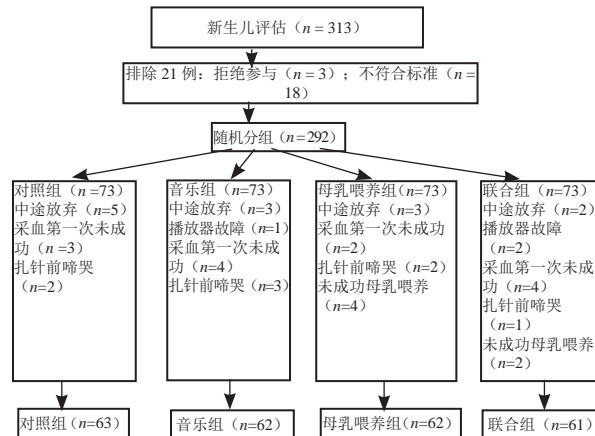 新生儿评估（n = 313）
排除 21 例：拒绝参与（n = 3）；不符合标准（n =
18）
随机分组（n=292）
对照组（n =73）
中途放弃（n=5）
采血第一次未成
功（n =3）
扎针前啼哭
（n=2）
音乐组（n=73）
中途放弃（n=3）
播放器故障
（n=1）
采血第一次未成
功（n=4）
扎针前啼哭
（n=3）
母乳喂养组(n=73）
中途放弃（n=3）
采血第一次未成功
（n=2）
扎针前啼哭（n=2）
未成功母乳喂养
（n=4）
联合组（n=73）
中途放弃（n=2）
播放器故障
（n=2）
采血第一次未成
功（n=4）
扎针前啼哭
（n=1）
未成功母乳喂养
（n=2）
对照组（n=63）
音乐组（n=62）
母乳喂养组（n=62）
联合组（n=61）